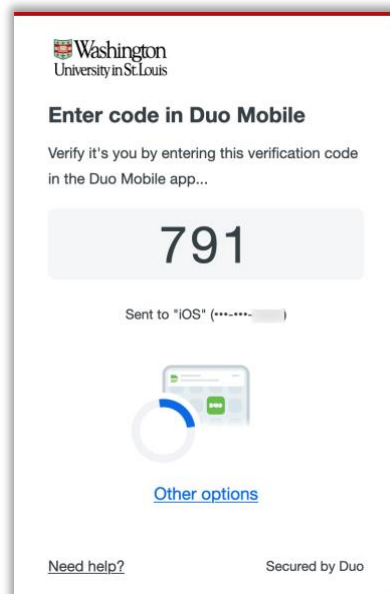 Washington
University in St. Louis
Enter code in Duo Mobile
Verify it's you by entering this verification code
in the Duo Mobile app...
791
Sent to "iOS" (•••-•••-)
DUO
Other options
Need help? Secured by Duo